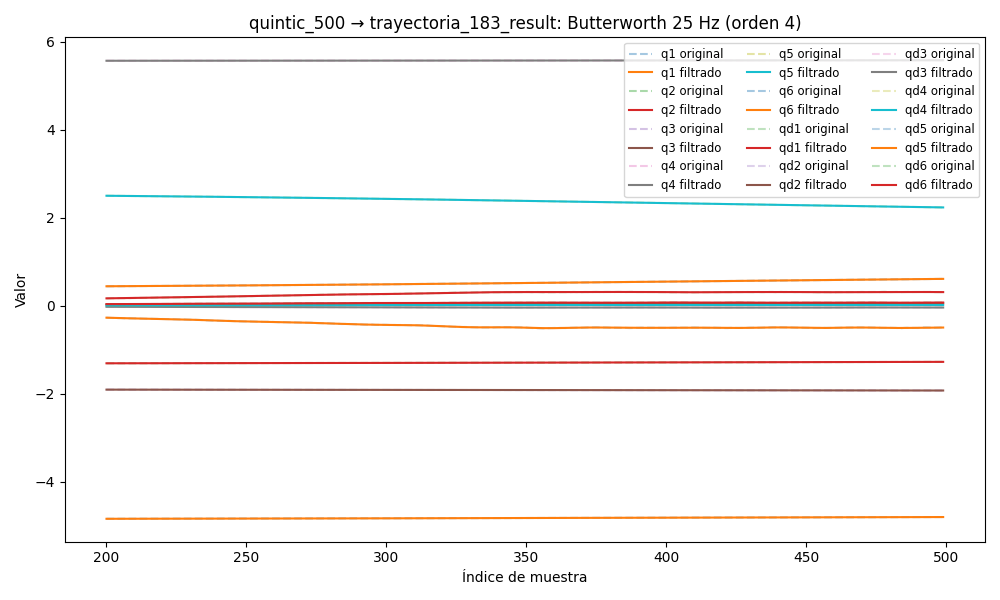 quintic_500 → trayectoria_183_result: Butterworth 25 Hz (orden 4)
q1 original
q1 filtrado
q2 original
q2 filtrado
q3 original
q3 filtrado
q4 original
q4 filtrado
q5 original
q5 filtrado
q6 original
q6 filtrado
qd1 original
qd1 filtrado
qd2 original
qd2 filtrado
qd3 original
qd3 filtrado
qd4 original
qd4 filtrado
qd5 original
qd5 filtrado
qd6 original
qd6 filtrado
Valor
6
4
2
0
−2
−4
200
250
300
350
400
450
500
Índice de muestra